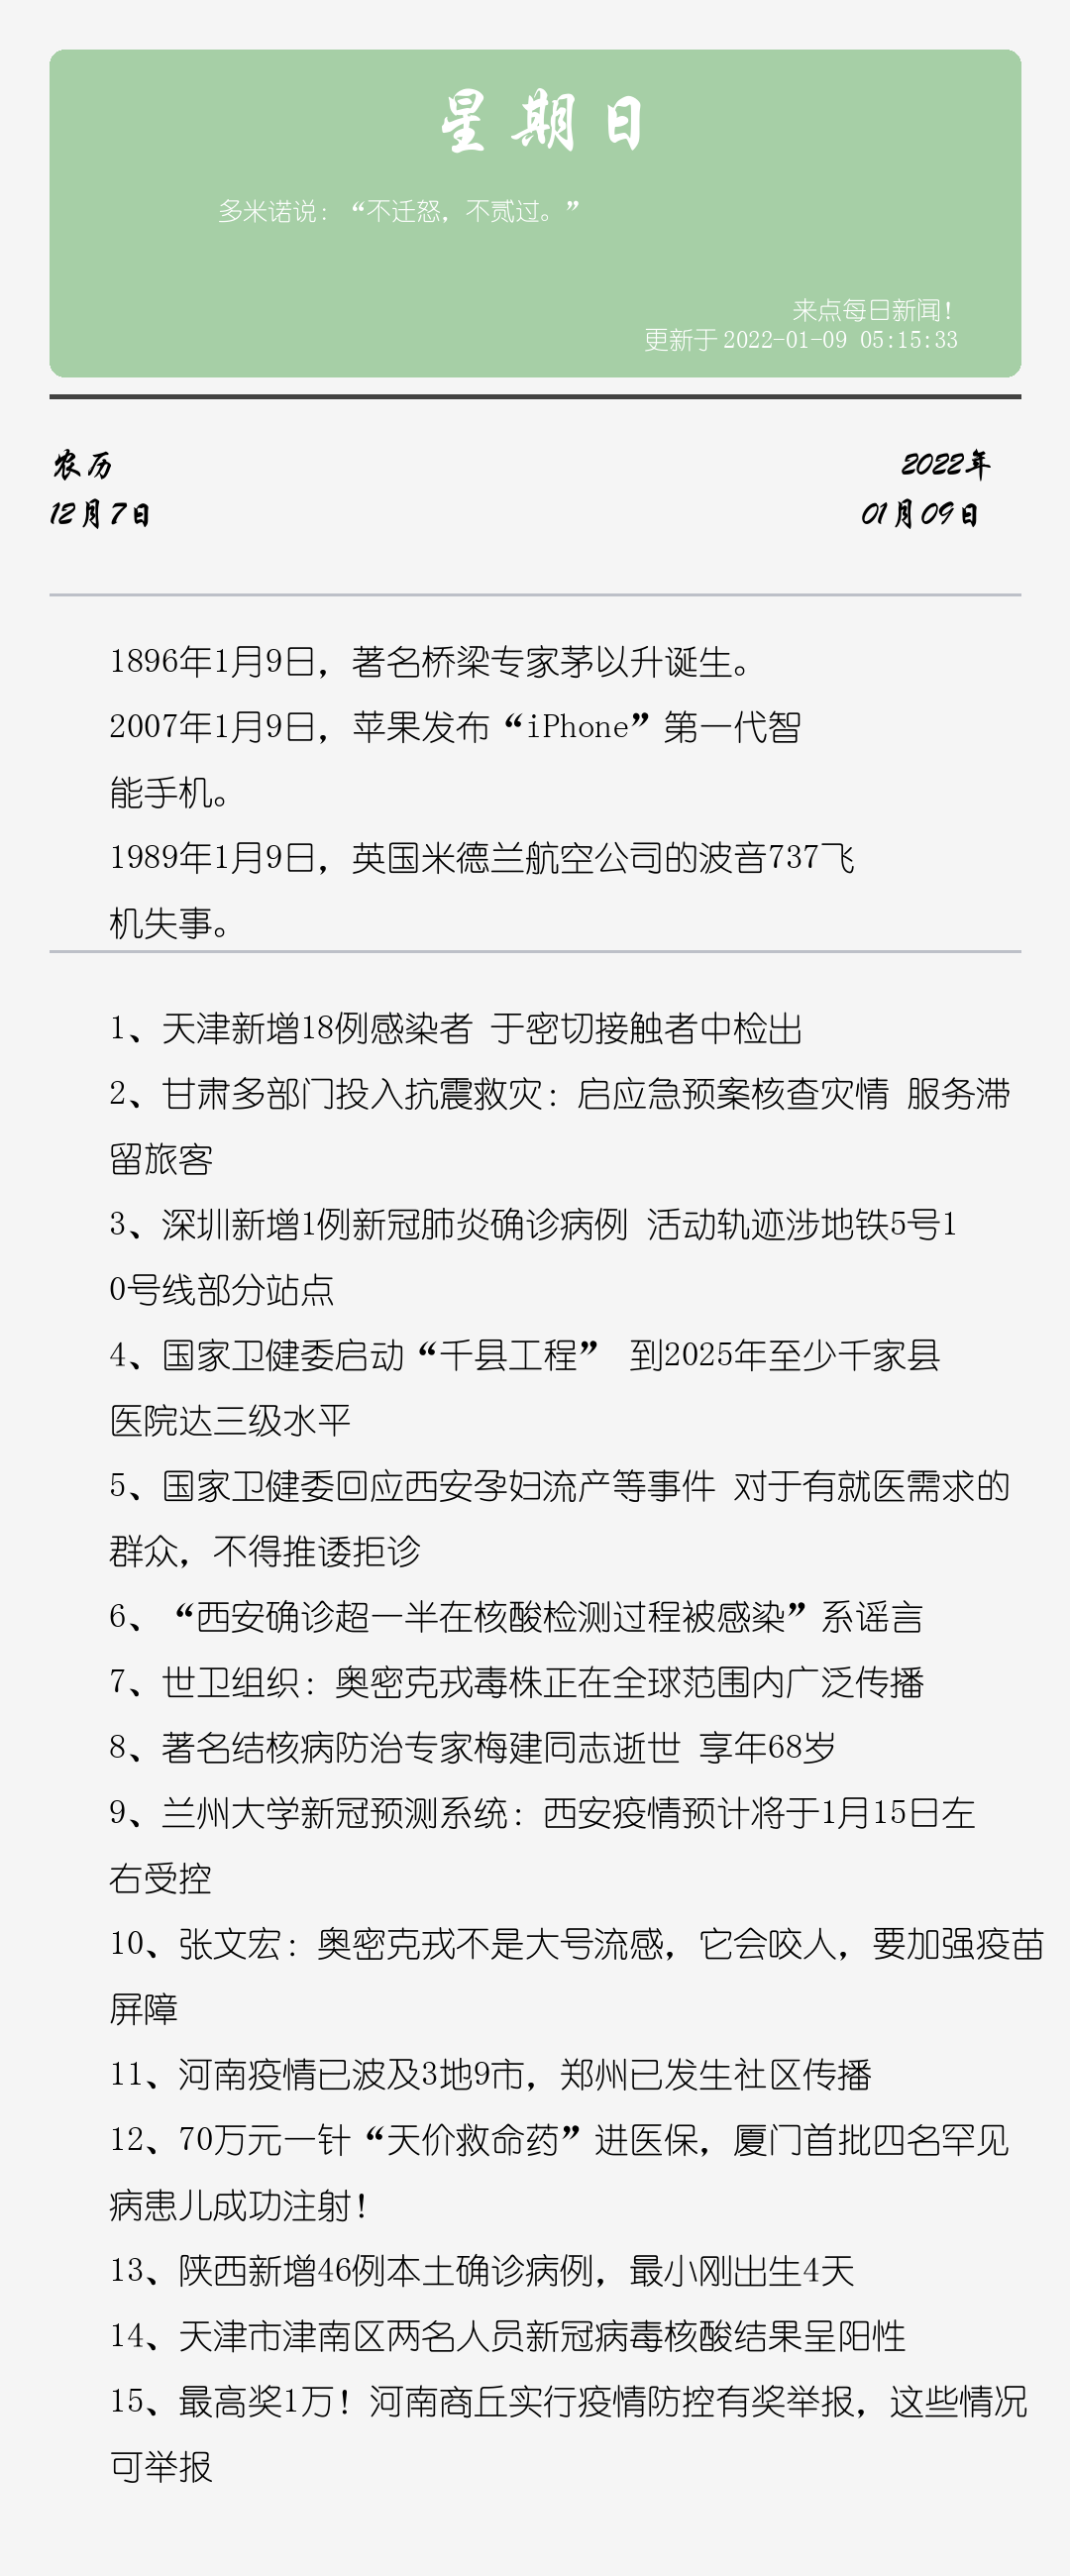 星期日
多米诺说：“不迁怒，不贰过。”
来点每日新闻！
更新于 2022-01-09 05:15:33
农历 2022年
12月7日 01月09日
1896年1月9日，著名桥梁专家茅以升诞生。
2007年1月9日，苹果发布“iPhone”第一代智
能手机。
1989年1月9日，英国米德兰航空公司的波音737飞
机失事。
1、天津新增18例感染者 于密切接触者中检出
2、甘肃多部门投入抗震救灾：启应急预案核查灾情 服务滞
留旅客
3、深圳新增1例新冠肺炎确诊病例 活动轨迹涉地铁5号1
0号线部分站点
4、国家卫健委启动“千县工程” 到2025年至少千家县
医院达三级水平
5、国家卫健委回应西安孕妇流产等事件 对于有就医需求的
群众，不得推诿拒诊
6、“西安确诊超一半在核酸检测过程被感染”系谣言
7、世卫组织：奥密克戎毒株正在全球范围内广泛传播
8、著名结核病防治专家梅建同志逝世 享年68岁
9、兰州大学新冠预测系统：西安疫情预计将于1月15日左
右受控
10、张文宏：奥密克戎不是大号流感，它会咬人，要加强疫苗
屏障
11、河南疫情已波及3地9市，郑州已发生社区传播
12、70万元一针“天价救命药”进医保，厦门首批四名罕见
病患儿成功注射！
13、陕西新增46例本土确诊病例，最小刚出生4天
14、天津市津南区两名人员新冠病毒核酸结果呈阳性
15、最高奖1万！河南商丘实行疫情防控有奖举报，这些情况
可举报